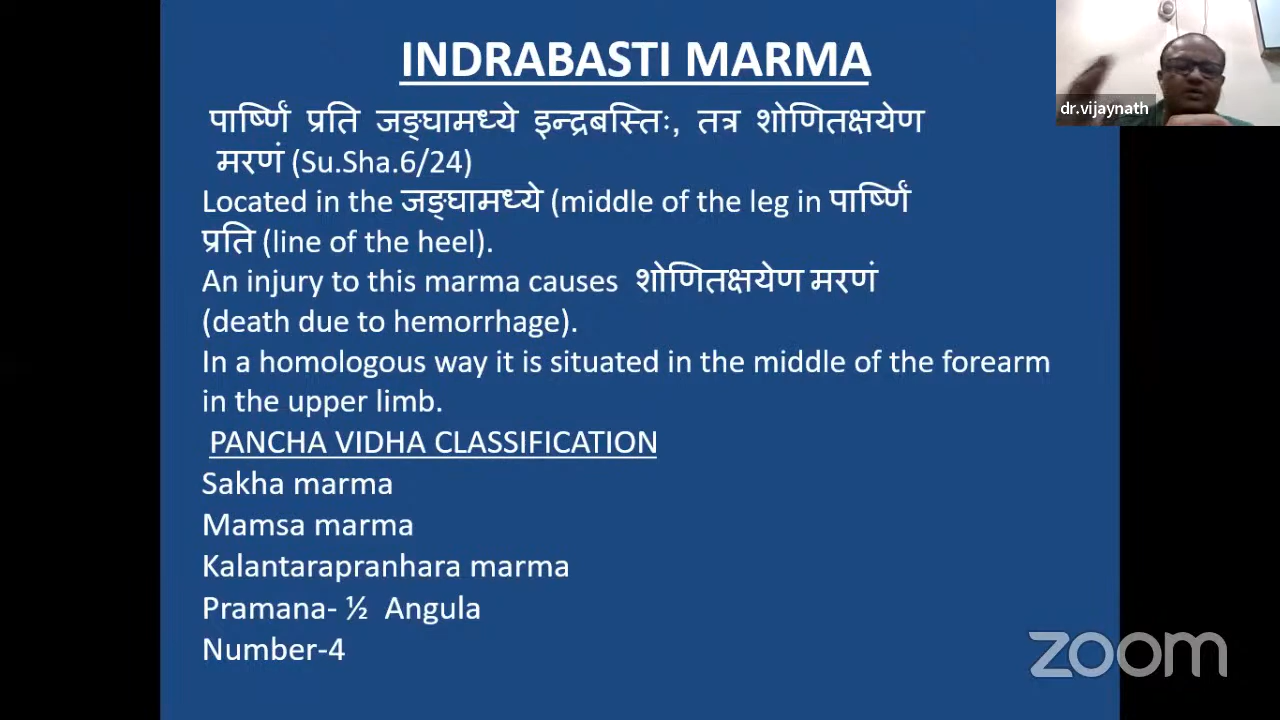 INDRABASTI MARMA
पार्ष्णिं प्रति जङ्घामध्ये इन्द्रबस्तिः, तत्र शोणितक्षयेण
मरणं (Su.Sha.6/24)
Located in the जङ्घामध्ये (middle of the leg in पार्ष्णिं
प्रति (line of the heel).
An injury to this marma causes शोणितक्षयेण मरणं
(death due to hemorrhage).
In a homologous way it is situated in the middle of the forearm
in the upper limb.
PANCHA VIDHA CLASSIFICATION
Sakha marma
Mamsa marma
Kalantarapranhara marma
Pramana- ½ Angula
Number-4
dr.vijaynath
zoom